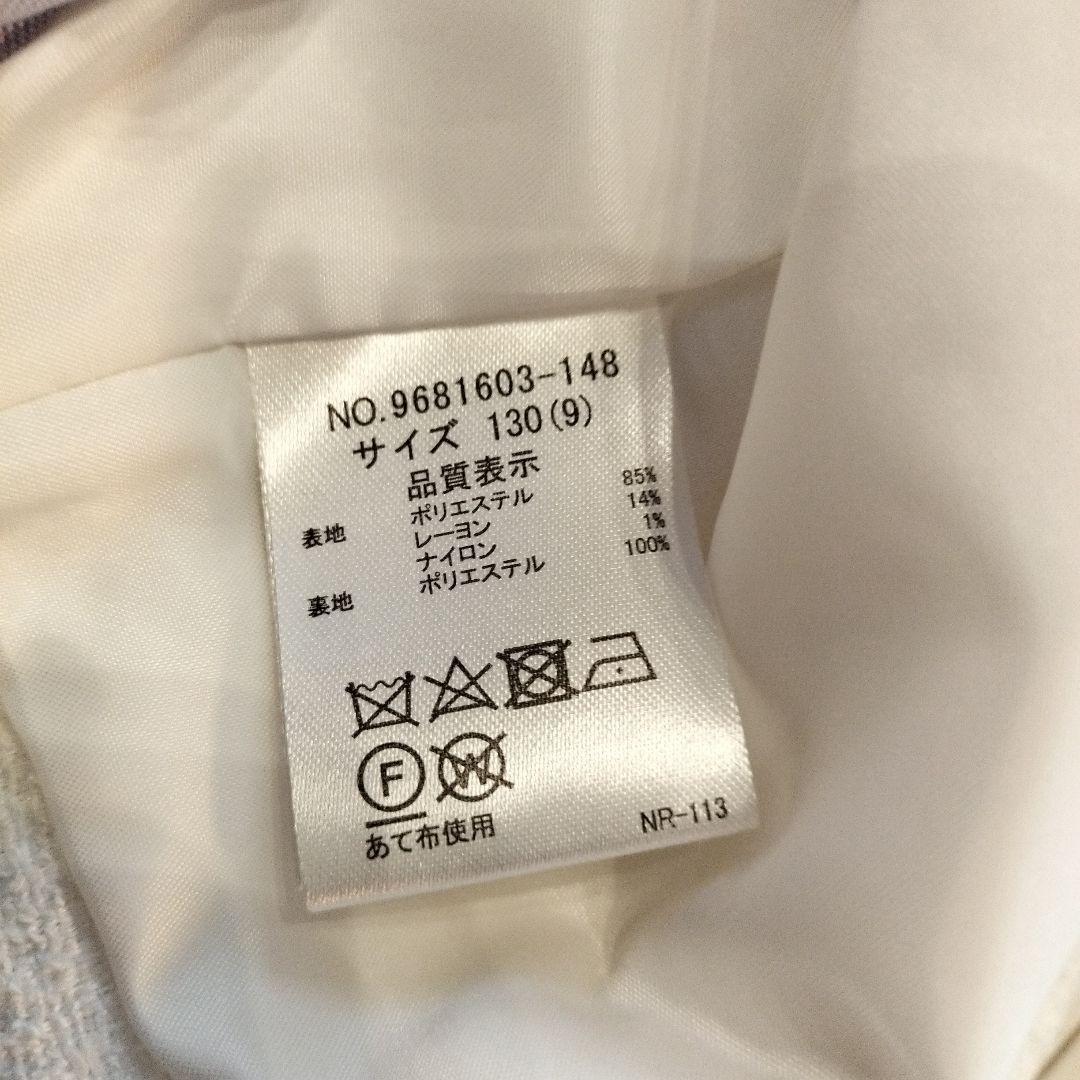 NO.9681603-148
サイズ 130(9)
品質表示
表地 ポリエステル 85%
レーヨン 14%
ナイロン 1%
裏地 ポリエステル 100%
F W
あて布使用
NR-113